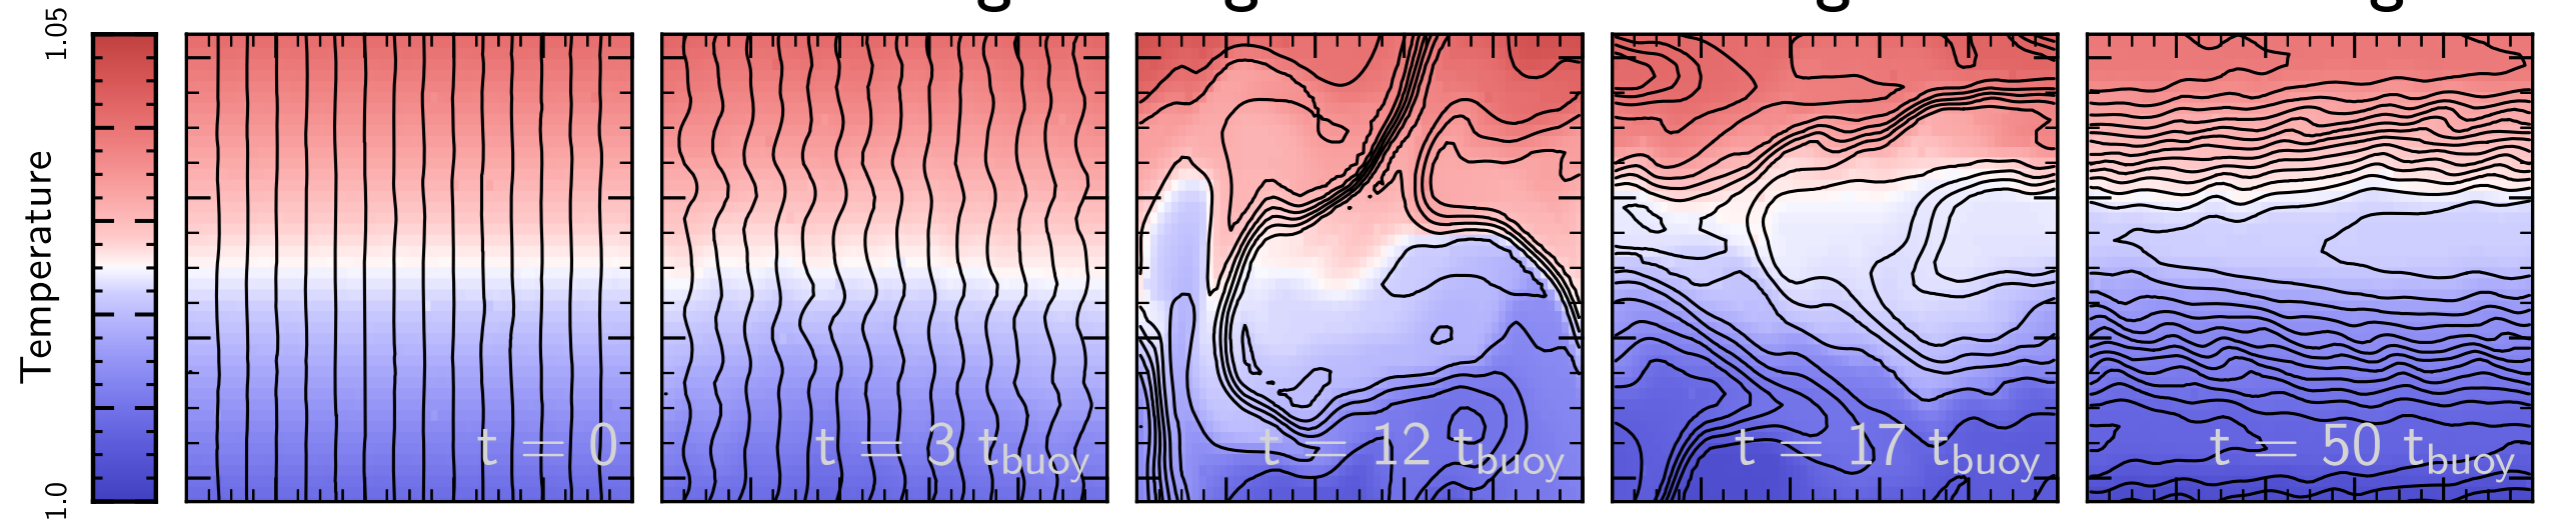 Temperature
1.05
1.0
t = 0
t = 3 t_buoy
t = 12 t_buoy
t = 17 t_buoy
t = 50 t_buoy